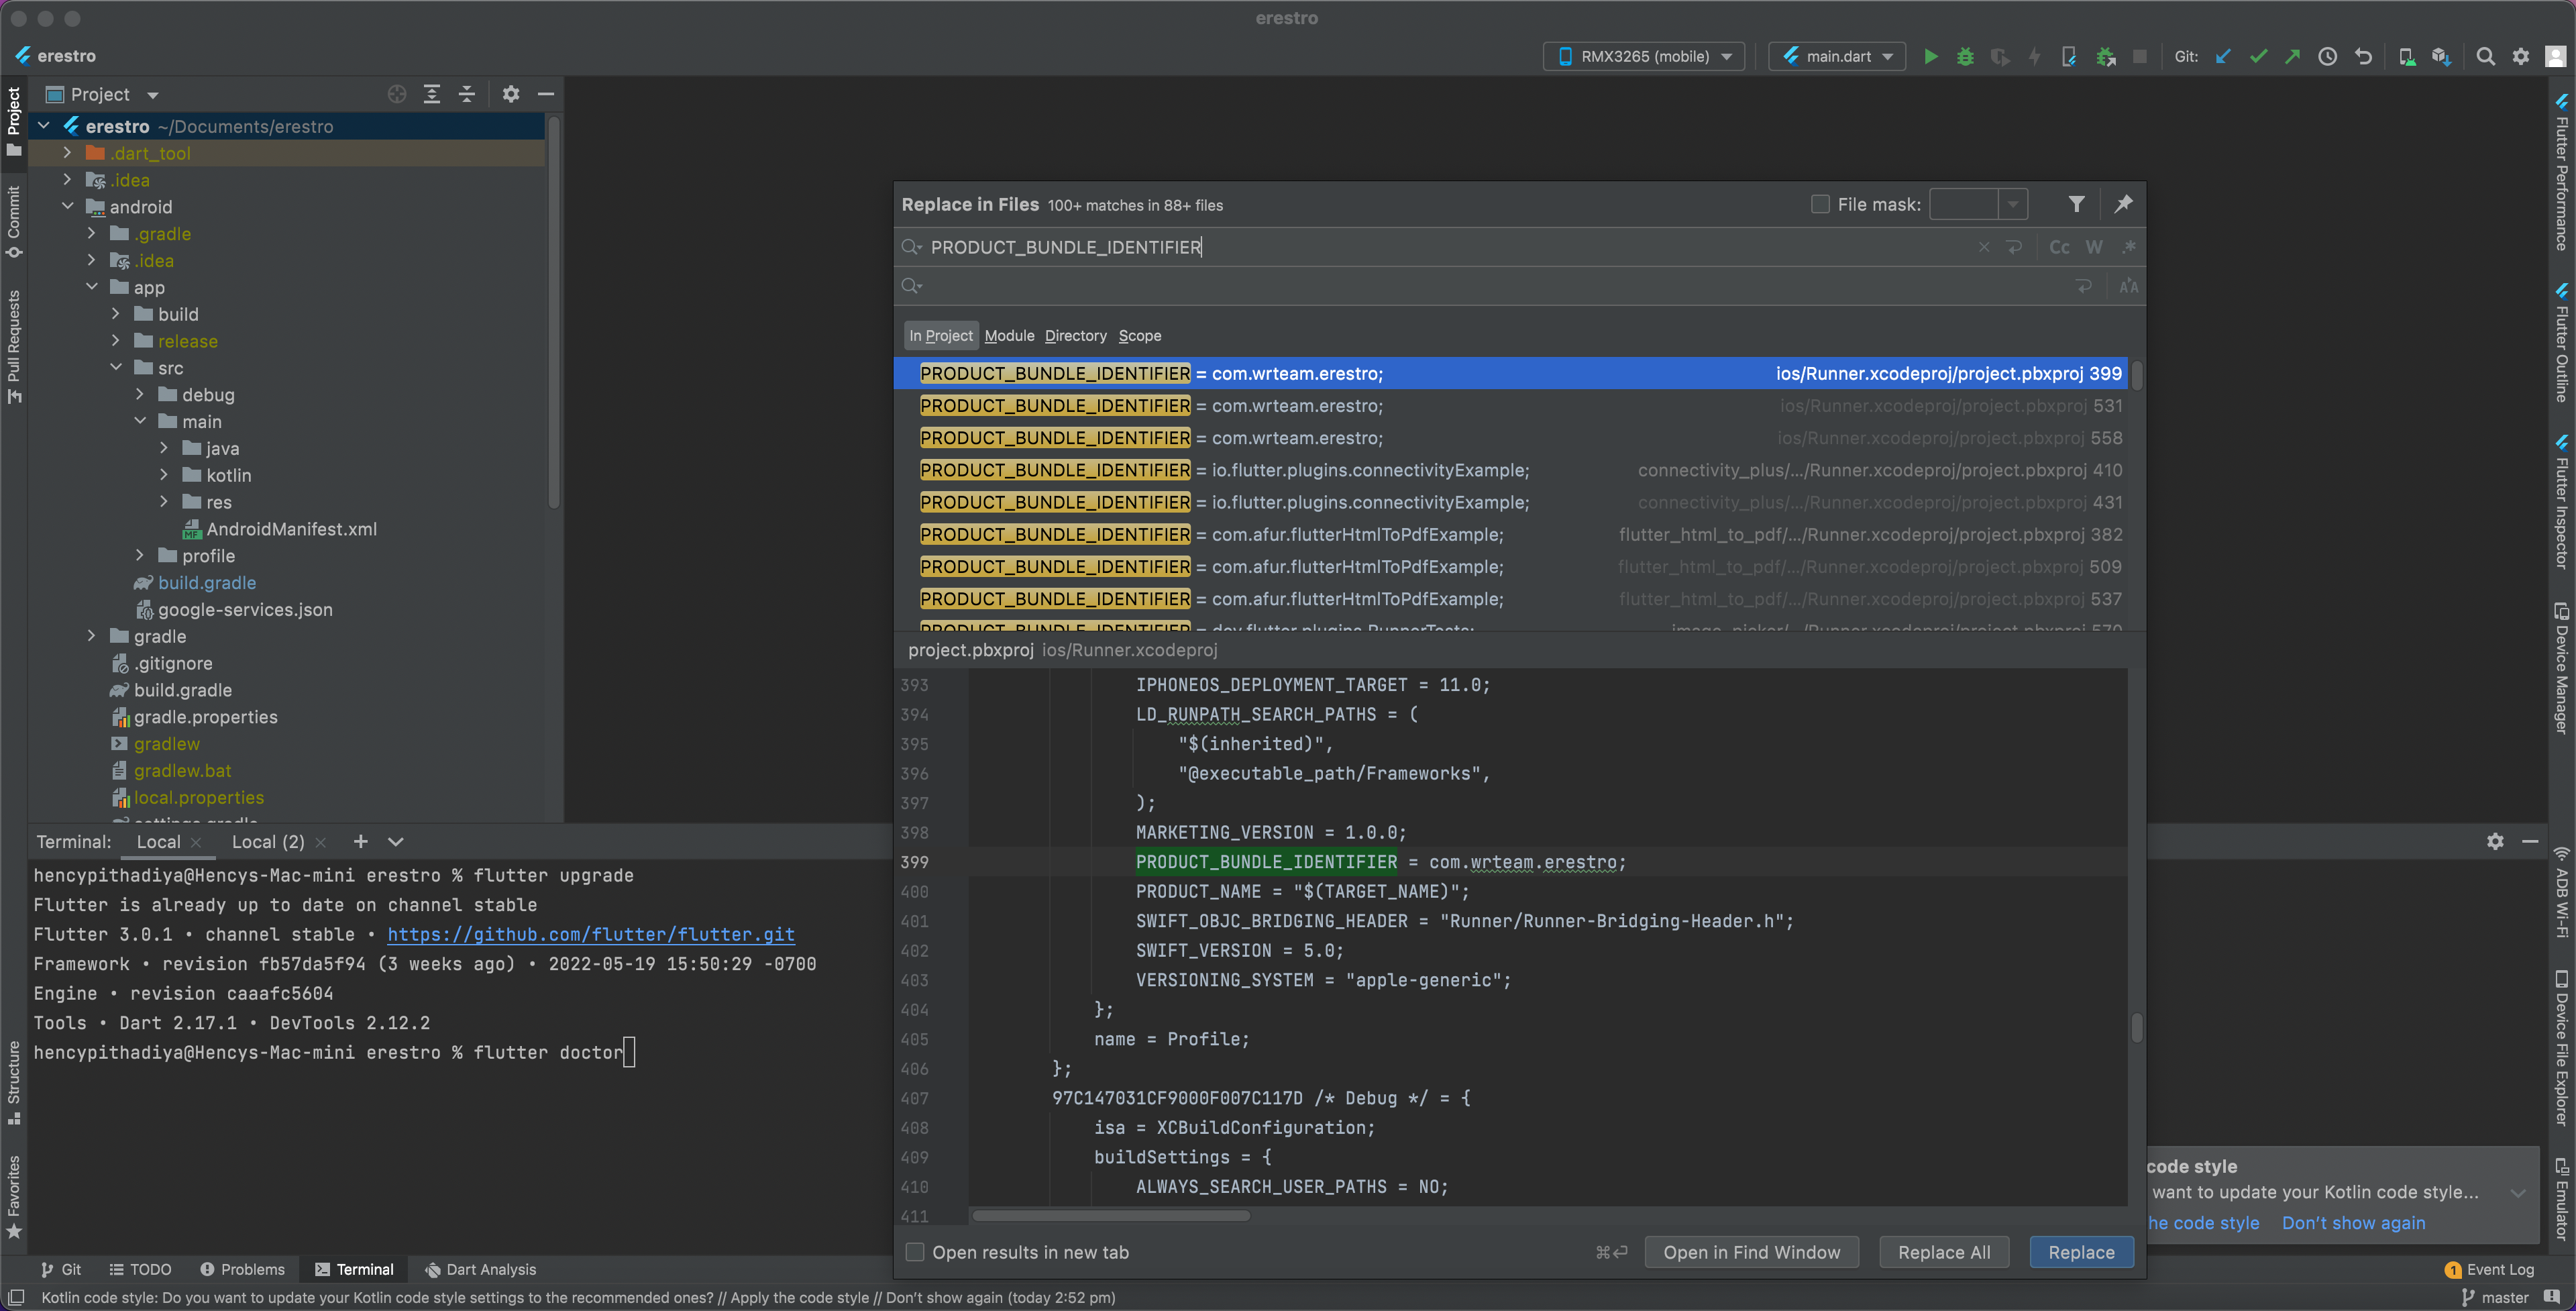 erestro
erestro
RMX3265 (mobile)
main.dart
Git:
Project
erestro ~/Documents/erestro
.dart_tool
.idea
android
.gradle
.idea
app
build
release
src
debug
main
java
kotlin
res
AndroidManifest.xml
profile
build.gradle
google-services.json
gradle
.gitignore
build.gradle
gradle.properties
gradlew
gradlew.bat
local.properties
settings.gradle
Project
Commit
Pull Requests
Structure
Favorites
Replace in Files 100+ matches in 88+ files
File mask:
PRODUCT_BUNDLE_IDENTIFIER
Cc W .*
In Project Module Directory Scope
PRODUCT_BUNDLE_IDENTIFIER = com.wrteam.erestro; ios/Runner.xcodeproj/project.pbxproj 399
PRODUCT_BUNDLE_IDENTIFIER = com.wrteam.erestro; ios/Runner.xcodeproj/project.pbxproj 531
PRODUCT_BUNDLE_IDENTIFIER = com.wrteam.erestro; ios/Runner.xcodeproj/project.pbxproj 558
PRODUCT_BUNDLE_IDENTIFIER = io.flutter.plugins.connectivityExample; connectivity_plus/.../Runner.xcodeproj/project.pbxproj 410
PRODUCT_BUNDLE_IDENTIFIER = io.flutter.plugins.connectivityExample; connectivity_plus/.../Runner.xcodeproj/project.pbxproj 431
PRODUCT_BUNDLE_IDENTIFIER = com.afur.flutterHtmlToPdfExample; flutter_html_to_pdf/.../Runner.xcodeproj/project.pbxproj 382
PRODUCT_BUNDLE_IDENTIFIER = com.afur.flutterHtmlToPdfExample; flutter_html_to_pdf/.../Runner.xcodeproj/project.pbxproj 509
PRODUCT_BUNDLE_IDENTIFIER = com.afur.flutterHtmlToPdfExample; flutter_html_to_pdf/.../Runner.xcodeproj/project.pbxproj 537
PRODUCT_BUNDLE_IDENTIFIER = dev.flutter.plugins.RunnerTests; image_picker/.../Runner.xcodeproj/project.pbxproj 570
project.pbxproj ios/Runner.xcodeproj
393 IPHONEOS_DEPLOYMENT_TARGET = 11.0;
394 LD_RUNPATH_SEARCH_PATHS = (
395 "$(inherited)",
396 "@executable_path/Frameworks",
397 );
398 MARKETING_VERSION = 1.0.0;
399 PRODUCT_BUNDLE_IDENTIFIER = com.wrteam.erestro;
400 PRODUCT_NAME = "$(TARGET_NAME)";
401 SWIFT_OBJC_BRIDGING_HEADER = "Runner/Runner-Bridging-Header.h";
402 SWIFT_VERSION = 5.0;
403 VERSIONING_SYSTEM = "apple-generic";
404 };
405 name = Profile;
406 };
407 97C147031CF9000F007C117D /* Debug */ = {
408 isa = XCBuildConfiguration;
409 buildSettings = {
410 ALWAYS_SEARCH_USER_PATHS = NO;
411
Open results in new tab
⌘↩ Open in Find Window Replace All Replace
Terminal: Local Local (2)
hencypithadiya@Hencys-Mac-mini erestro % flutter upgrade
Flutter is already up to date on channel stable
Flutter 3.0.1 • channel stable • https://github.com/flutter/flutter.git
Framework • revision fb57da5f94 (3 weeks ago) • 2022-05-19 15:50:29 -0700
Engine • revision caaafc5604
Tools • Dart 2.17.1 • DevTools 2.12.2
hencypithadiya@Hencys-Mac-mini erestro % flutter doctor
Flutter Performance
Flutter Outline
Flutter Inspector
Device Manager
ADB Wi-Fi
Device File Explorer
Emulator
code style
want to update your Kotlin code style...
he code style Don't show again
Git TODO Problems Terminal Dart Analysis
1 Event Log
Kotlin code style: Do you want to update your Kotlin code style settings to the recommended ones? // Apply the code style // Don't show again (today 2:52 pm)
master